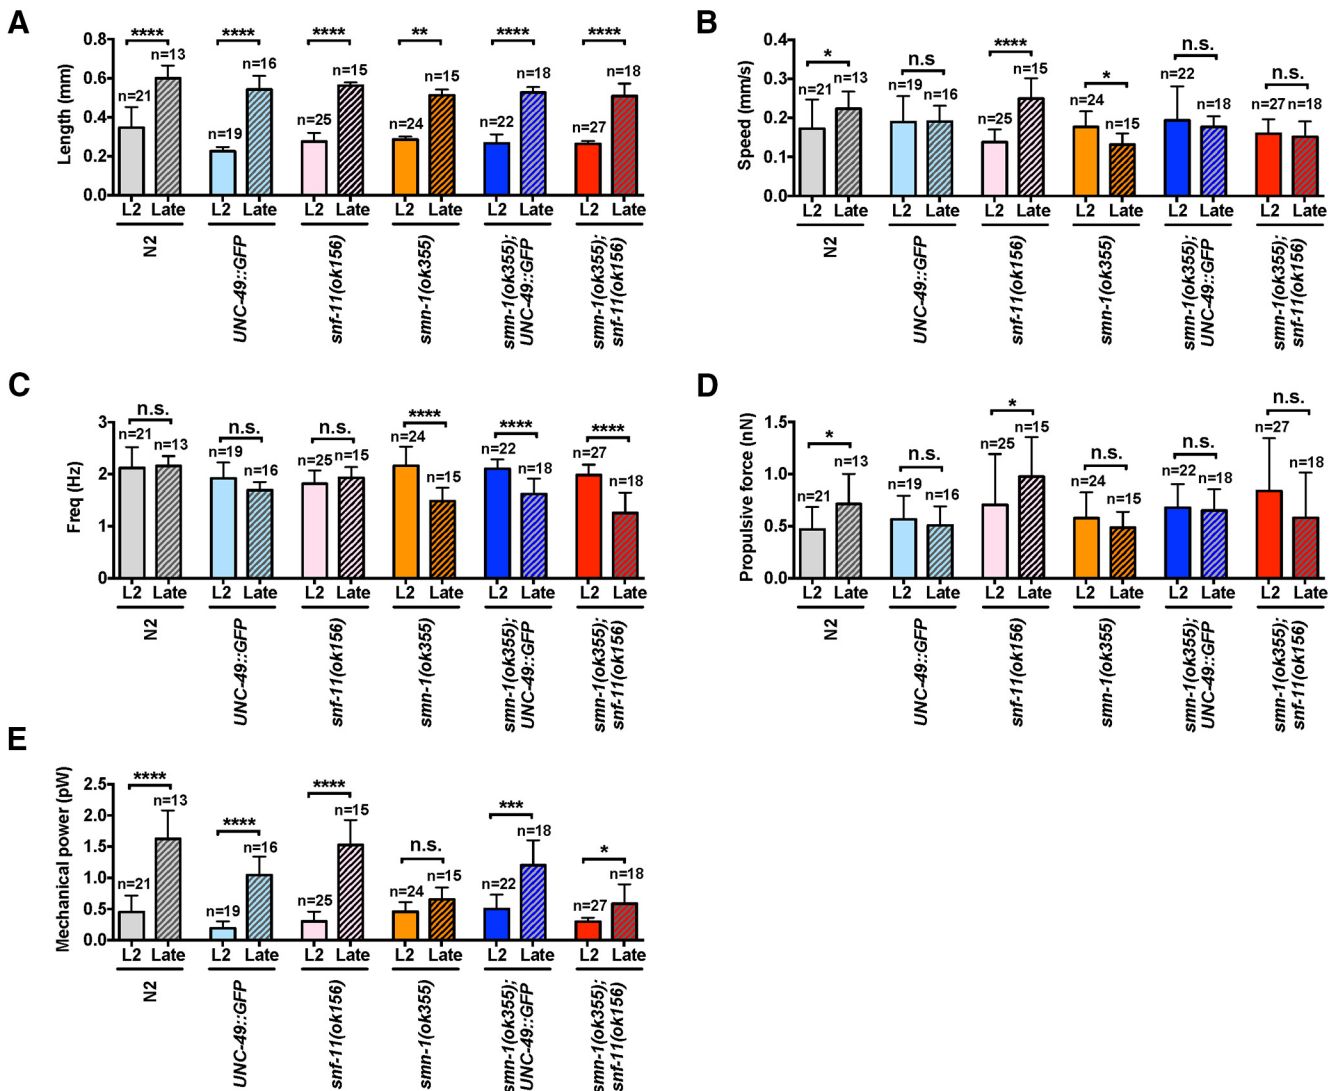 A
Length (mm)
0.8
0.6
0.4
0.2
0.0
**** **** **** ** **** ****
n=21 n=13 n=19 n=16 n=25 n=15 n=24 n=15 n=22 n=18 n=27 n=18
L2 Late L2 Late L2 Late L2 Late L2 Late L2 Late
N2
UNC-49::GFP
snf-11(ok156)
smn-1(ok355)
smn-1(ok355);
UNC-49::GFP
smn-1(ok355);
snf-11(ok156)
B
Speed (mm/s)
0.4
0.3
0.2
0.1
0.0
* n.s **** * n.s. n.s.
n=21 n=13 n=19 n=16 n=25 n=15 n=24 n=15 n=22 n=18 n=27 n=18
L2 Late L2 Late L2 Late L2 Late L2 Late L2 Late
N2
UNC-49::GFP
snf-11(ok156)
smn-1(ok355)
smn-1(ok355);
UNC-49::GFP
smn-1(ok355);
snf-11(ok156)
C
Freq (Hz)
3
2
1
0
n.s. n.s. n.s. **** **** ****
n=21 n=13 n=19 n=16 n=25 n=15 n=24 n=15 n=22 n=18 n=27 n=18
L2 Late L2 Late L2 Late L2 Late L2 Late L2 Late
N2
UNC-49::GFP
snf-11(ok156)
smn-1(ok355)
smn-1(ok355);
UNC-49::GFP
smn-1(ok355);
snf-11(ok156)
D
Propulsive force (nN)
1.5
1.0
0.5
0.0
* n.s. * n.s. n.s. n.s.
n=21 n=13 n=19 n=16 n=25 n=15 n=24 n=15 n=22 n=18 n=27 n=18
L2 Late L2 Late L2 Late L2 Late L2 Late L2 Late
N2
UNC-49::GFP
snf-11(ok156)
smn-1(ok355)
smn-1(ok355);
UNC-49::GFP
smn-1(ok355);
snf-11(ok156)
E
Mechanical power (pW)
2.5
2.0
1.5
1.0
0.5
0.0
**** **** **** n.s. *** *
n=21 n=13 n=19 n=16 n=25 n=15 n=24 n=15 n=22 n=18 n=27 n=18
L2 Late L2 Late L2 Late L2 Late L2 Late L2 Late
N2
UNC-49::GFP
snf-11(ok156)
smn-1(ok355)
smn-1(ok355);
UNC-49::GFP
smn-1(ok355);
snf-11(ok156)